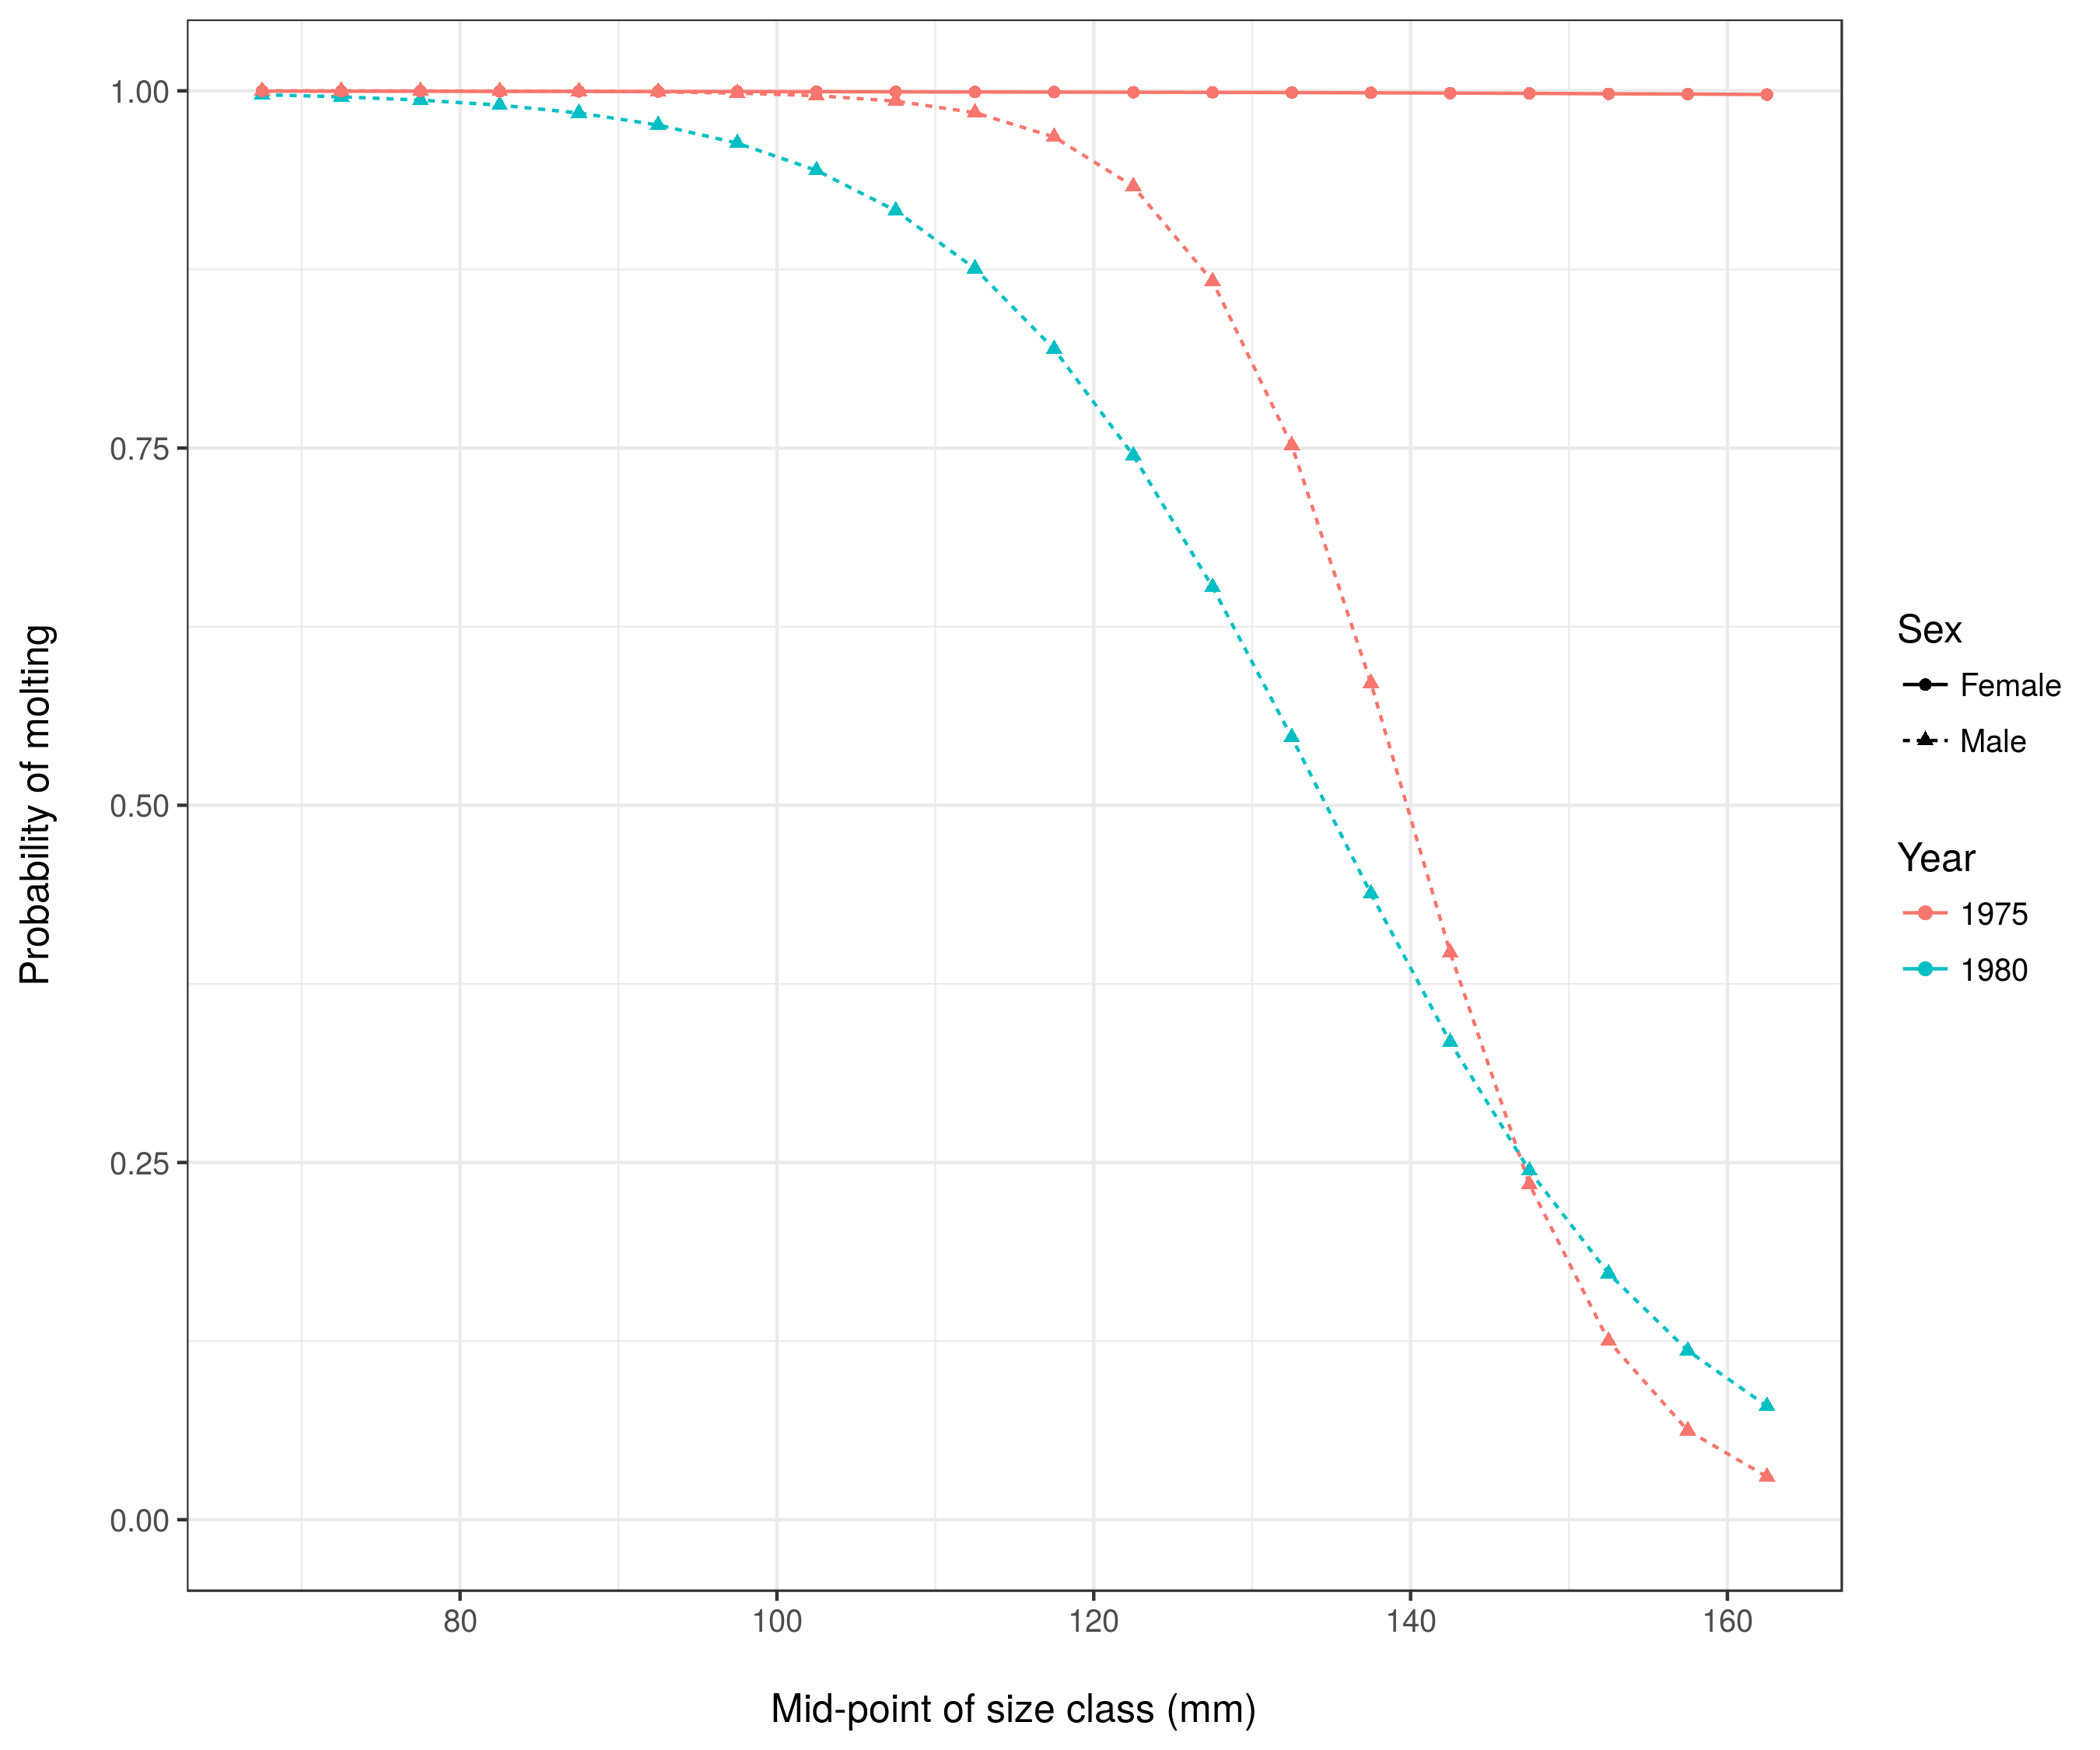 1.00
0.75
0.50
0.25
0.00
80 100 120 140 160
Mid-point of size class (mm)
Probability of molting
Sex
Female
Male
Year
1975
1980